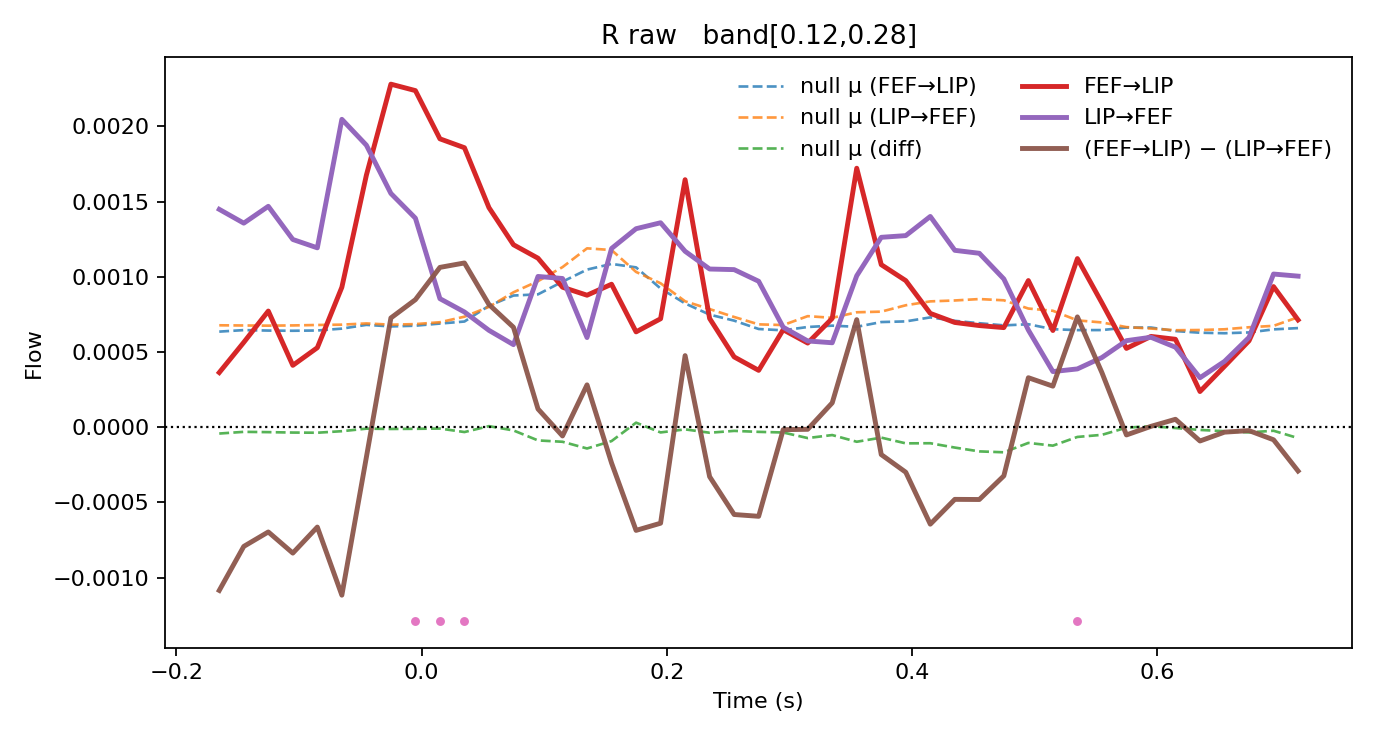 R raw band[0.12,0.28]
null μ (FEF→LIP)
null μ (LIP→FEF)
null μ (diff)
FEF→LIP
LIP→FEF
(FEF→LIP) − (LIP→FEF)
Flow
0.0020
0.0015
0.0010
0.0005
0.0000
−0.0005
−0.0010
−0.2
0.0
0.2
0.4
0.6
Time (s)